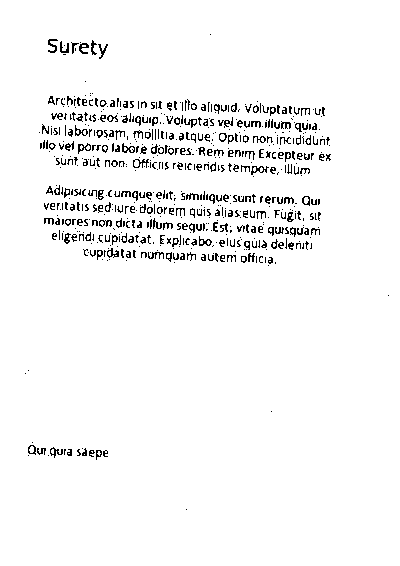 Surety
Architecto alias in sit et illo aliquid. Voluptatum ut
veritatis eos aliquip. Voluptas vel eum illum quia.
Nisi laboriosam, mollitia atque. Optio non incididunt
illo vel porro labore dolores. Rem enim Excepteur ex
sunt aut non. Officiis reiciendis tempore. Illum
Adipisicing cumque elit, similique sunt rerum. Qui
veritatis sed iure dolorem quis alias eum. Fugit, sit
maiores non dicta illum sequi. Est, vitae quisquam
eligendi cupidatat. Explicabo, eius quia deleniti
cupidatat numquam autem officia.
Qui quia saepe